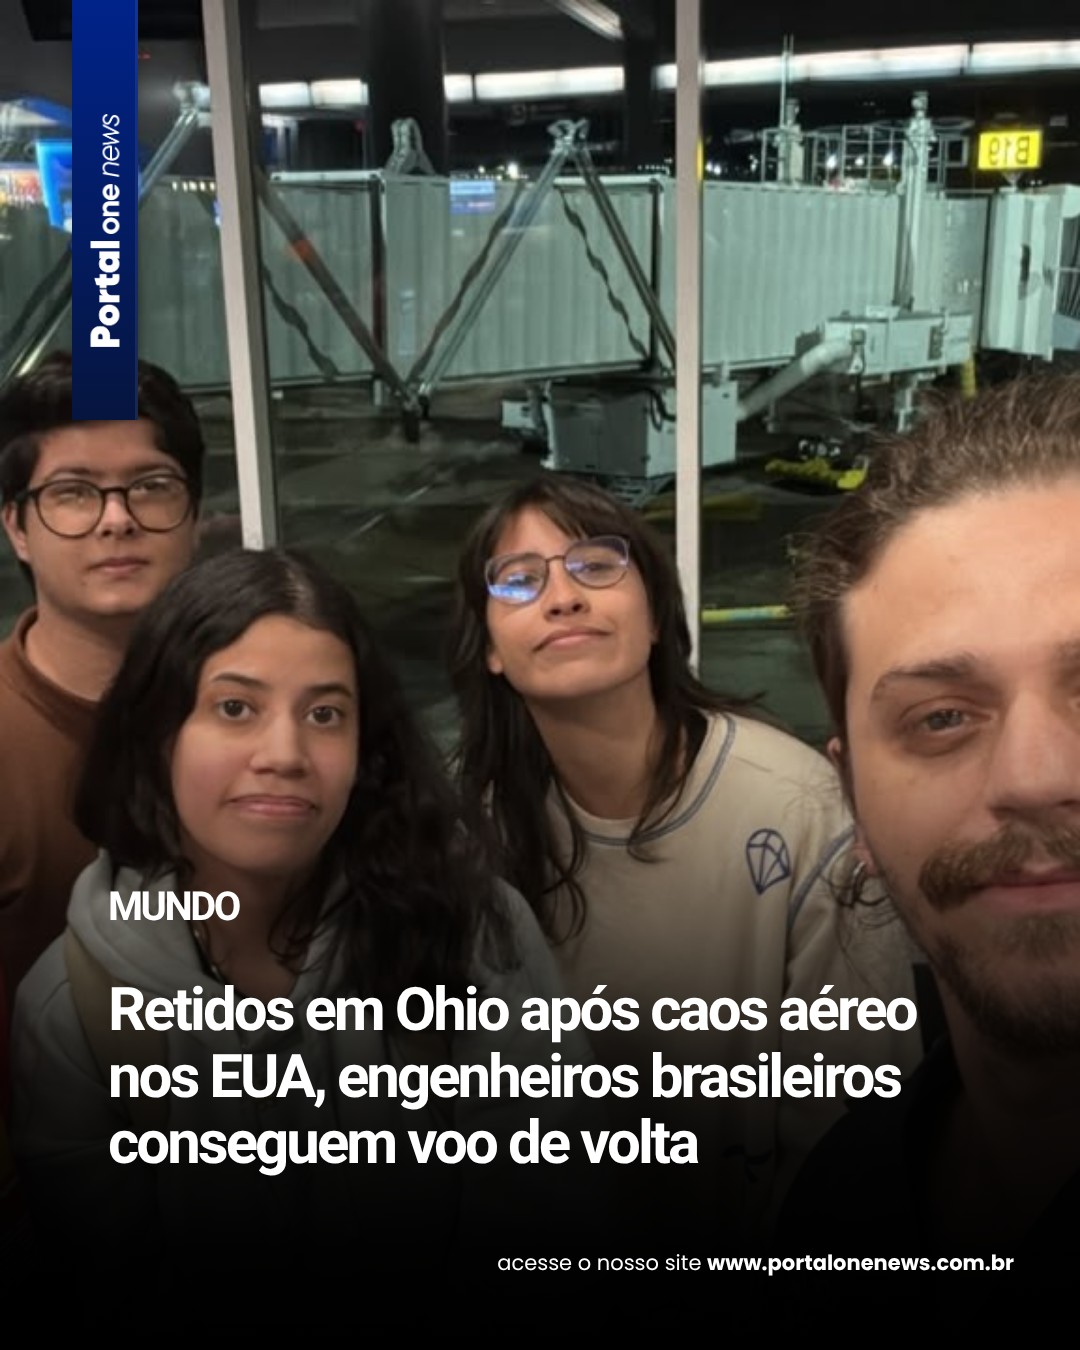 Portal one news
B19
MUNDO
Retidos em Ohio após caos aéreo
nos EUA, engenheiros brasileiros
conseguem voo de volta
acesse o nosso site www.portalonenews.com.br